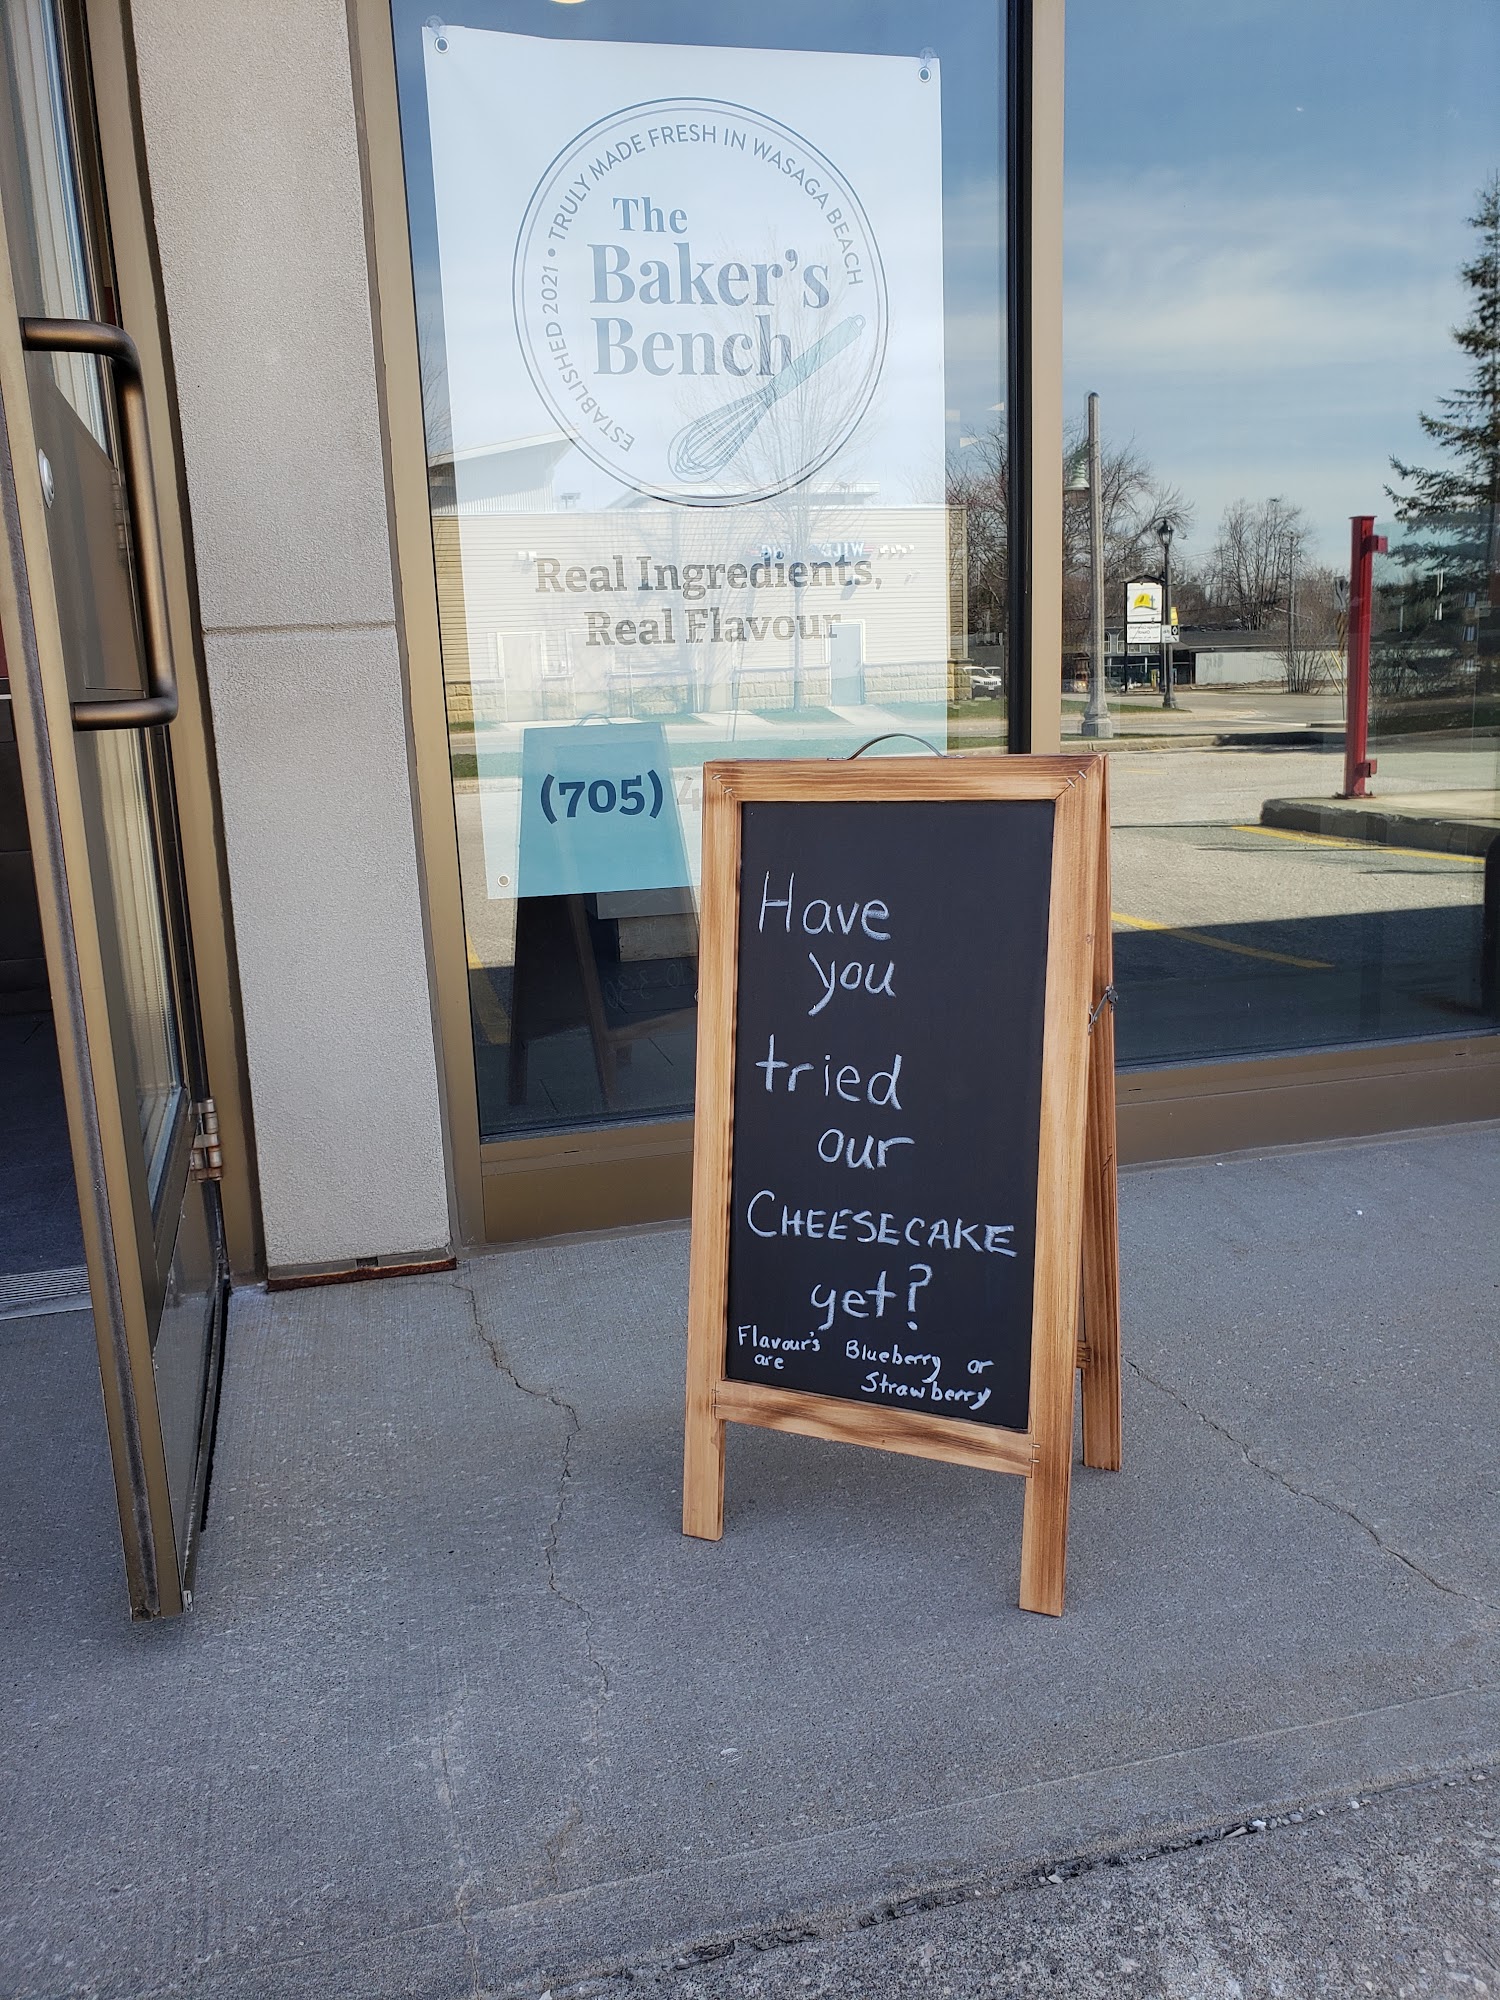 ESTABLISHED 2021 • TRULY MADE FRESH IN WASAGA BEACH
The
Baker's
Bench
"Real Ingredients,
Real Flavour
(705) 4
Have
you
tried
our
CHEESECAKE
yet?
Flavour's Blueberry or
are Strawberry